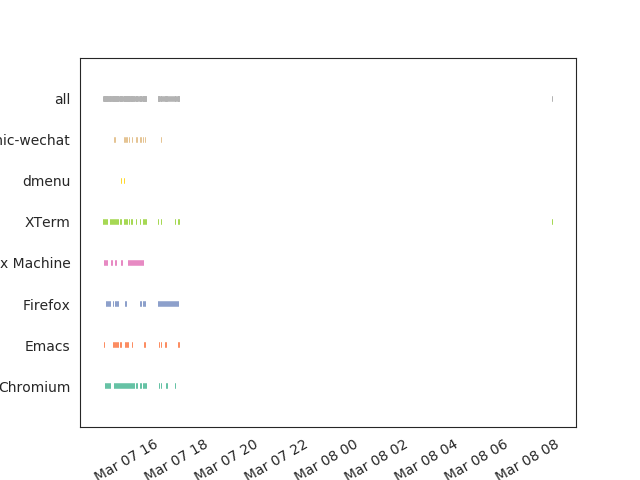 all
nic-wechat
dmenu
XTerm
x Machine
Firefox
Emacs
Chromium
Mar 07 16
Mar 07 18
Mar 07 20
Mar 07 22
Mar 08 00
Mar 08 02
Mar 08 04
Mar 08 06
Mar 08 08